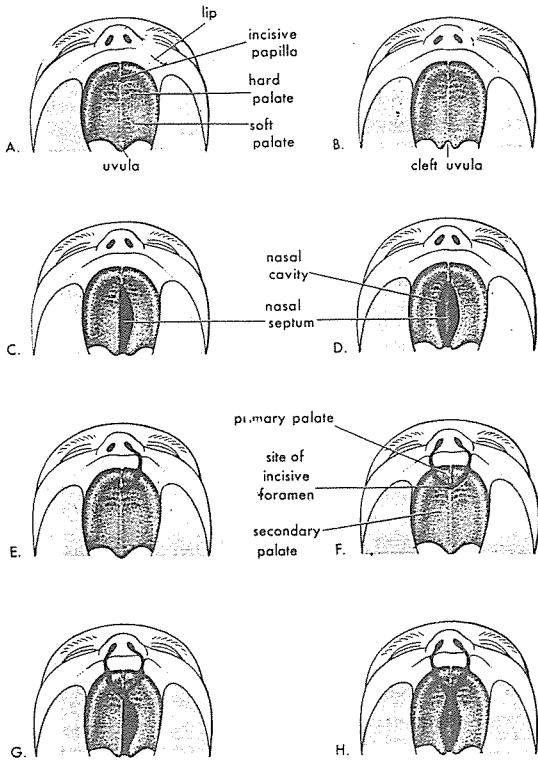 lip
incisive
papilla
hard
palate
soft
palate
A.
uvula
B.
cleft uvula
nasal
cavity
nasal
septum
C.
D.
primary palate
site of
incisive
foramen
secondary
palate
E.
F.
G.
H.